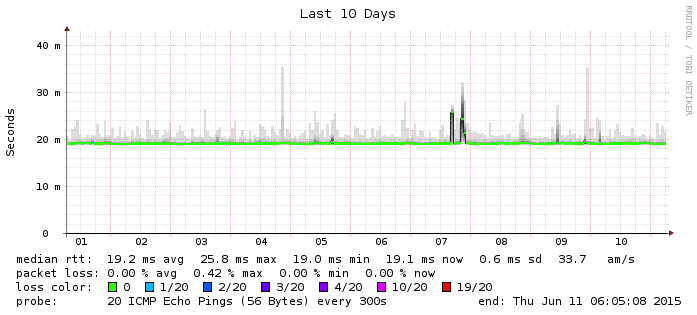 Last 10 Days
RRDTOOL / TOBI OETIKER
Seconds
40 m
30 m
20 m
10 m
0
01 02 03 04 05 06 07 08 09 10
median rtt: 19.2 ms avg 25.8 ms max 19.0 ms min 19.1 ms now 0.6 ms sd 33.7 am/s
packet loss: 0.00 % avg 0.42 % max 0.00 % min 0.00 % now
loss color: 0 1/20 2/20 3/20 4/20 10/20 19/20
probe: 20 ICMP Echo Pings (56 Bytes) every 300s end: Thu Jun 11 06:05:08 2015